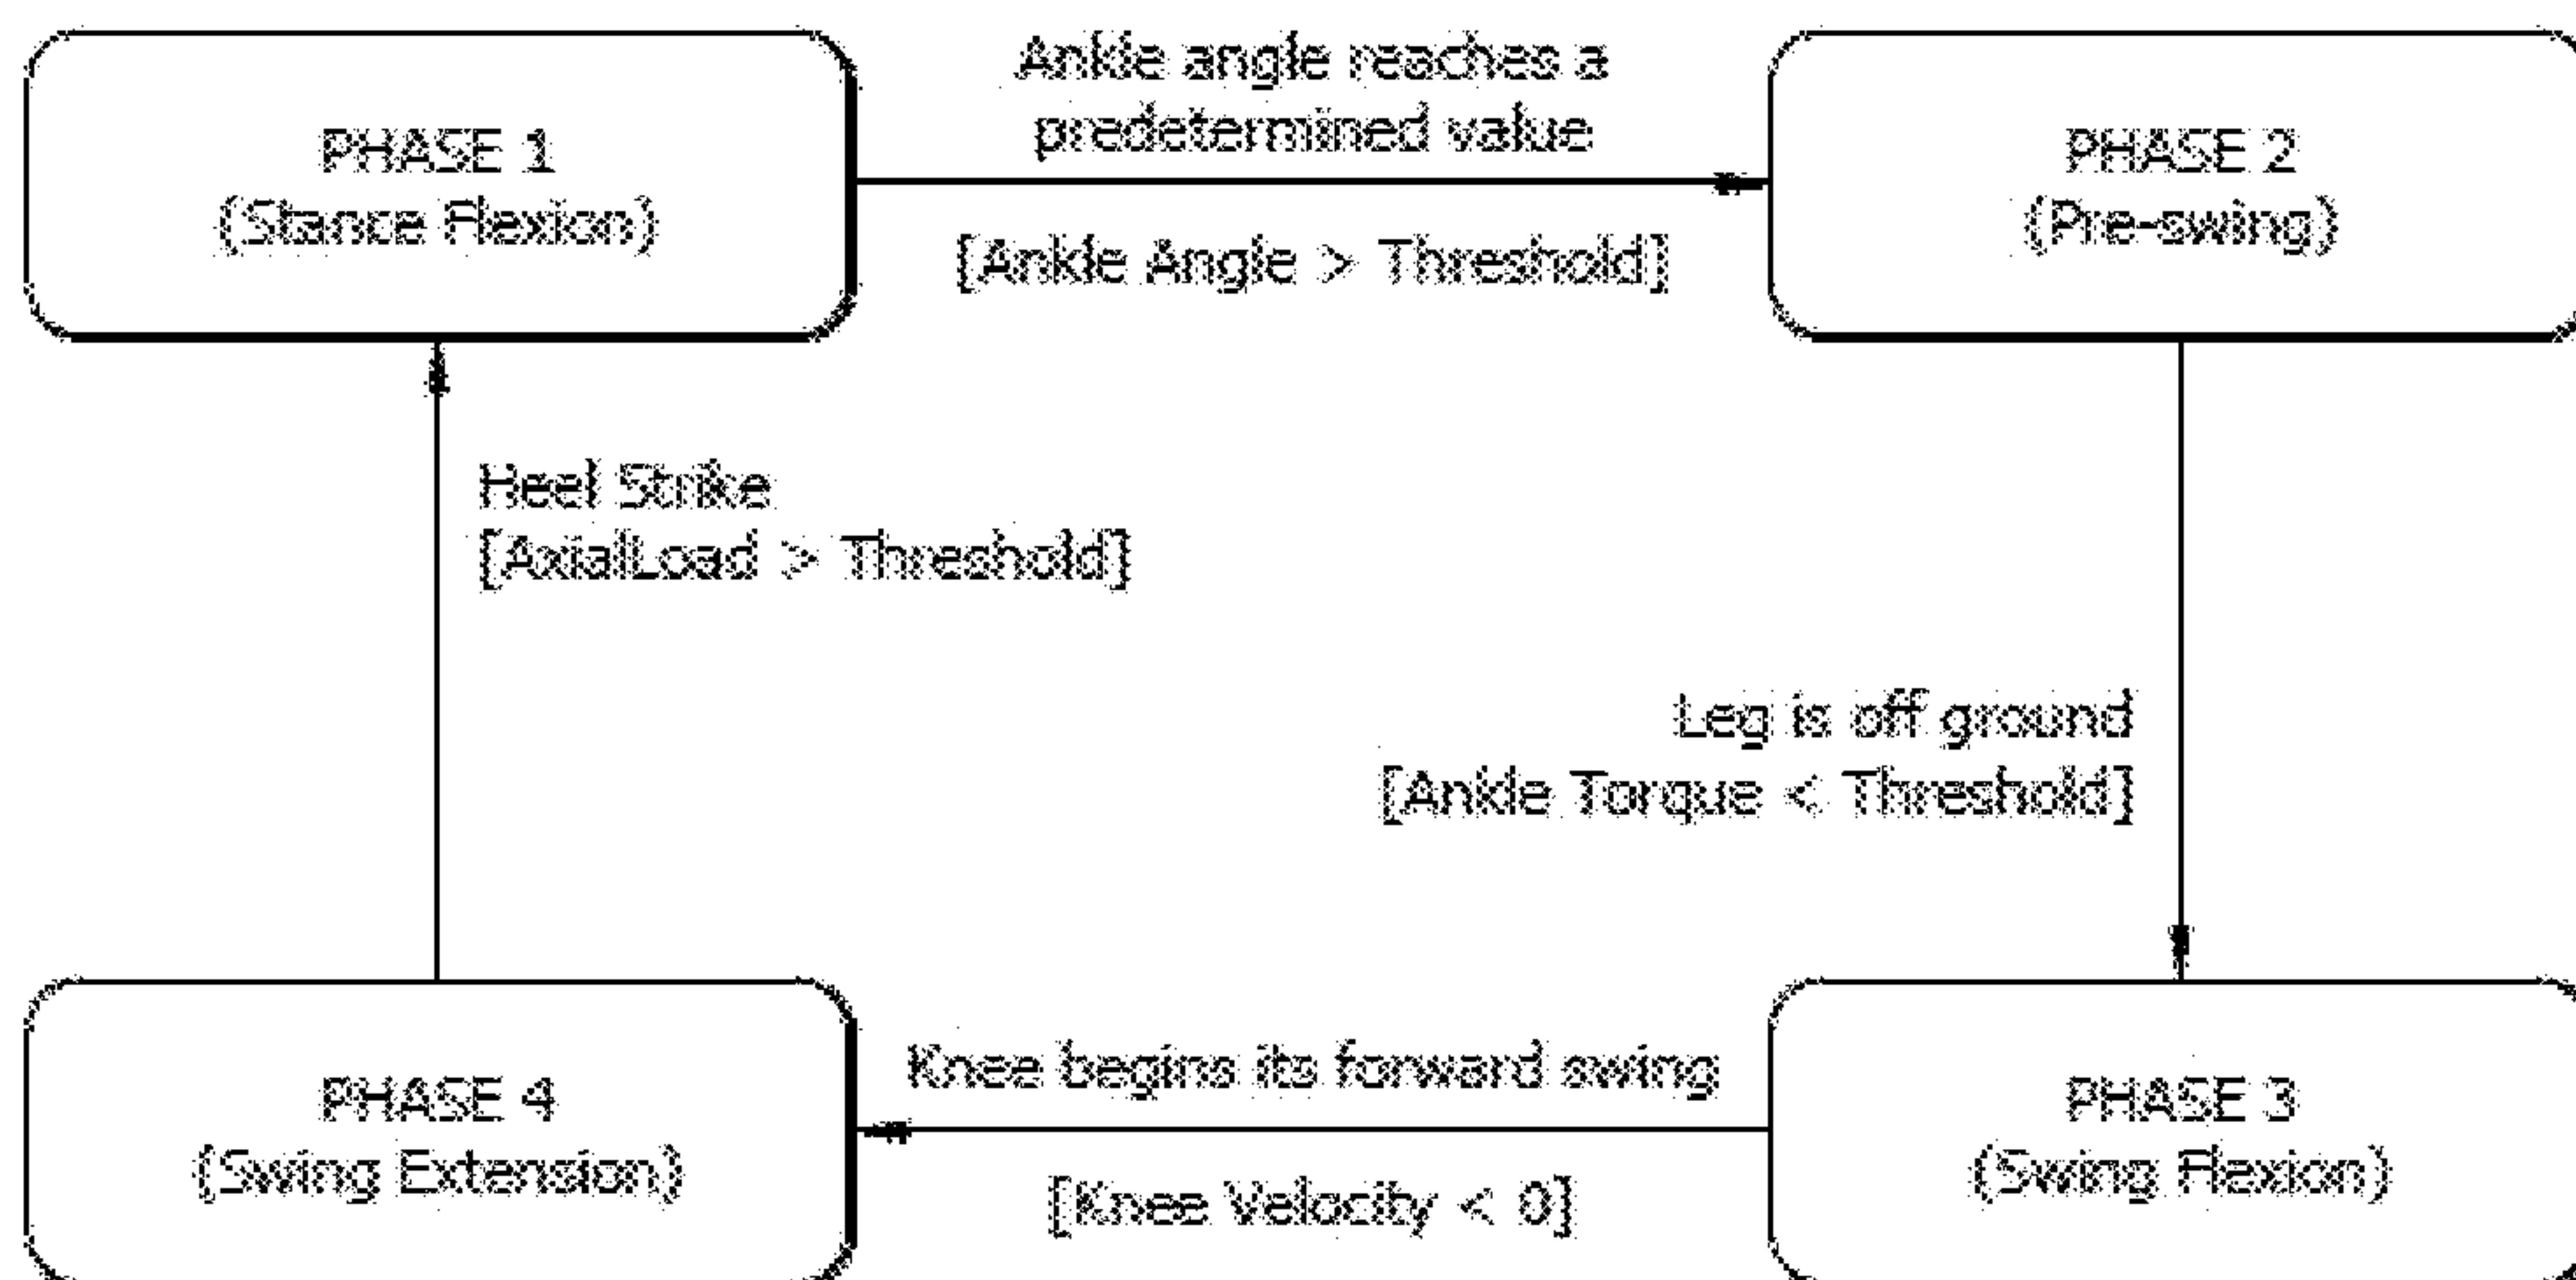 PHASE 1
(Stance Flexion)
Ankle angle reaches a
predetermined value
[Ankle Angle > Threshold]
PHASE 2
(Pre-swing)
Heel Strike
[AxialLoad > Threshold]
Leg is off ground
[Ankle Torque < Threshold]
PHASE 4
(Swing Extension)
Knee begins its forward swing
[Knee Velocity < 0]
PHASE 3
(Swing Flexion)